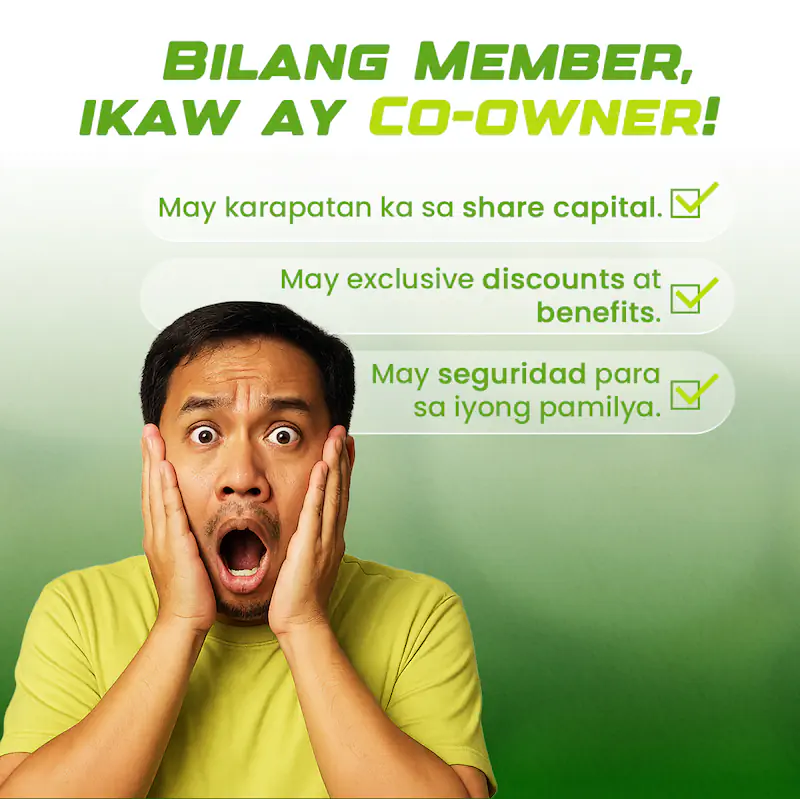 BILANG MEMBER,
IKAW AY CO-OWNER!
May karapatan ka sa share capital.
May exclusive discounts at
benefits.
May seguridad para
sa iyong pamilya.